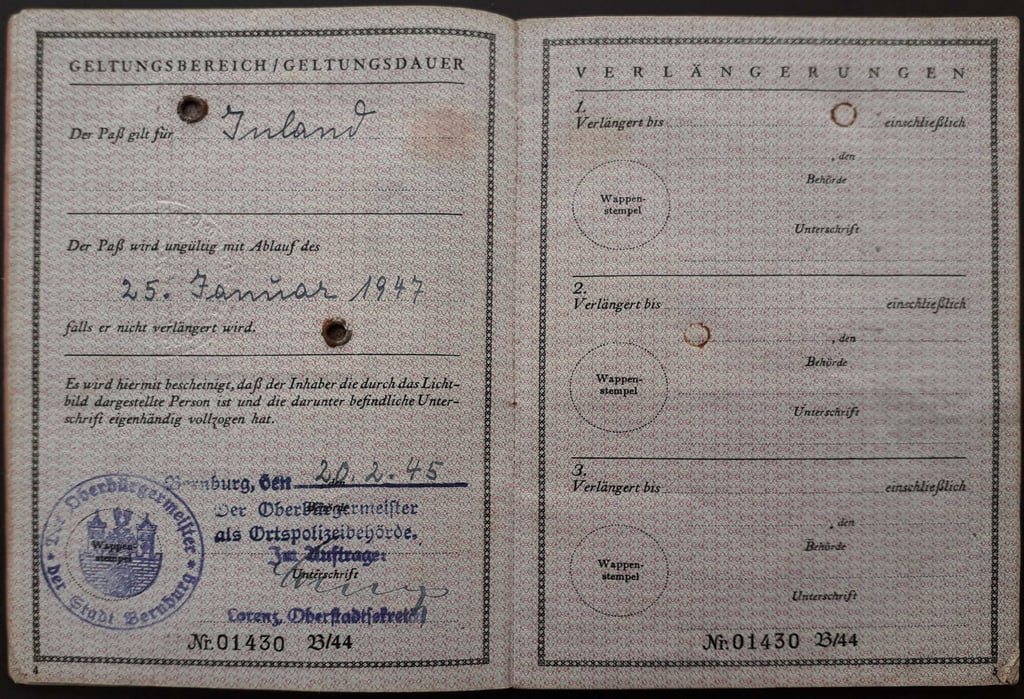 GELTUNGSBEREICH/GELTUNGSDAUER
Der Paß gilt für Inland
Der Paß wird ungültig mit Ablauf des
25. Januar 1947
falls er nicht verlängert wird.
Es wird hiermit bescheinigt, daß der Inhaber die durch das Licht-
bild dargestellte Person ist und die darunter befindliche Unter-
schrift eigenhändig vollzogen hat.
Bernburg, den 20. 2. 45
Der Oberbürgermeister
Behörde
als Ortspolizeibehörde.
Im Auftrage:
Unterschrift
Lorenz, Oberstadtsekretär
Der Oberbürgermeister
der Stadt Bernburg
Wappen-
stempel
Nr. 01430 B/44
4
VERLÄNGERUNGEN
1.
Verlängert bis einschließlich
, den
Behörde
Wappen-
stempel
Unterschrift
2.
Verlängert bis einschließlich
, den
Behörde
Wappen-
stempel
Unterschrift
3.
Verlängert bis einschließlich
, den
Behörde
Wappen-
stempel
Unterschrift
Nr. 01430 B/44
5